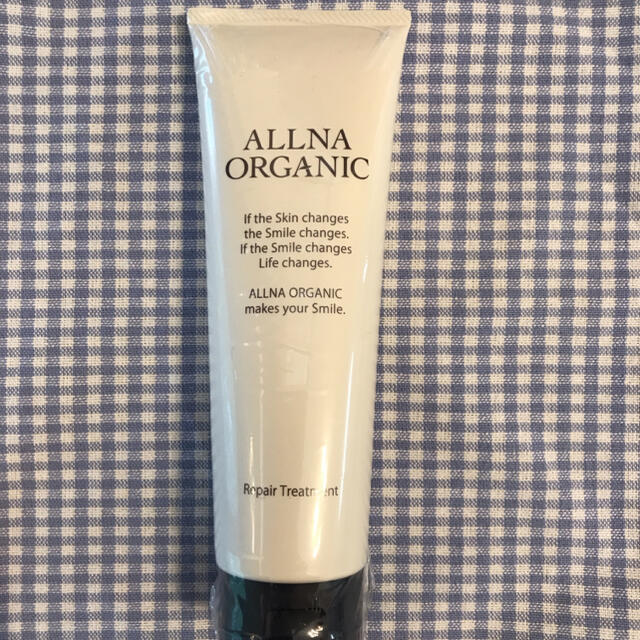 ALLNA
ORGANIC
If the Skin changes
the Smile changes.
If the Smile changes
Life changes.
ALLNA ORGANIC
makes your Smile.
Repair Treatment